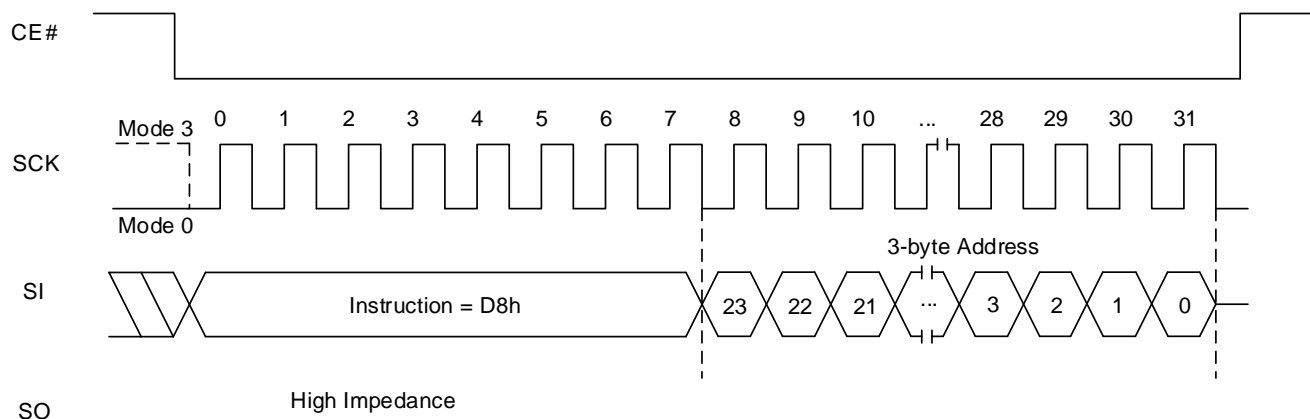 CE#
0 1 2 3 4 5 6 7 8 9 10 ... 28 29 30 31
Mode 3
SCK
Mode 0
3-byte Address
SI
Instruction = D8h 23 22 21 ... 3 2 1 0
High Impedance
SO